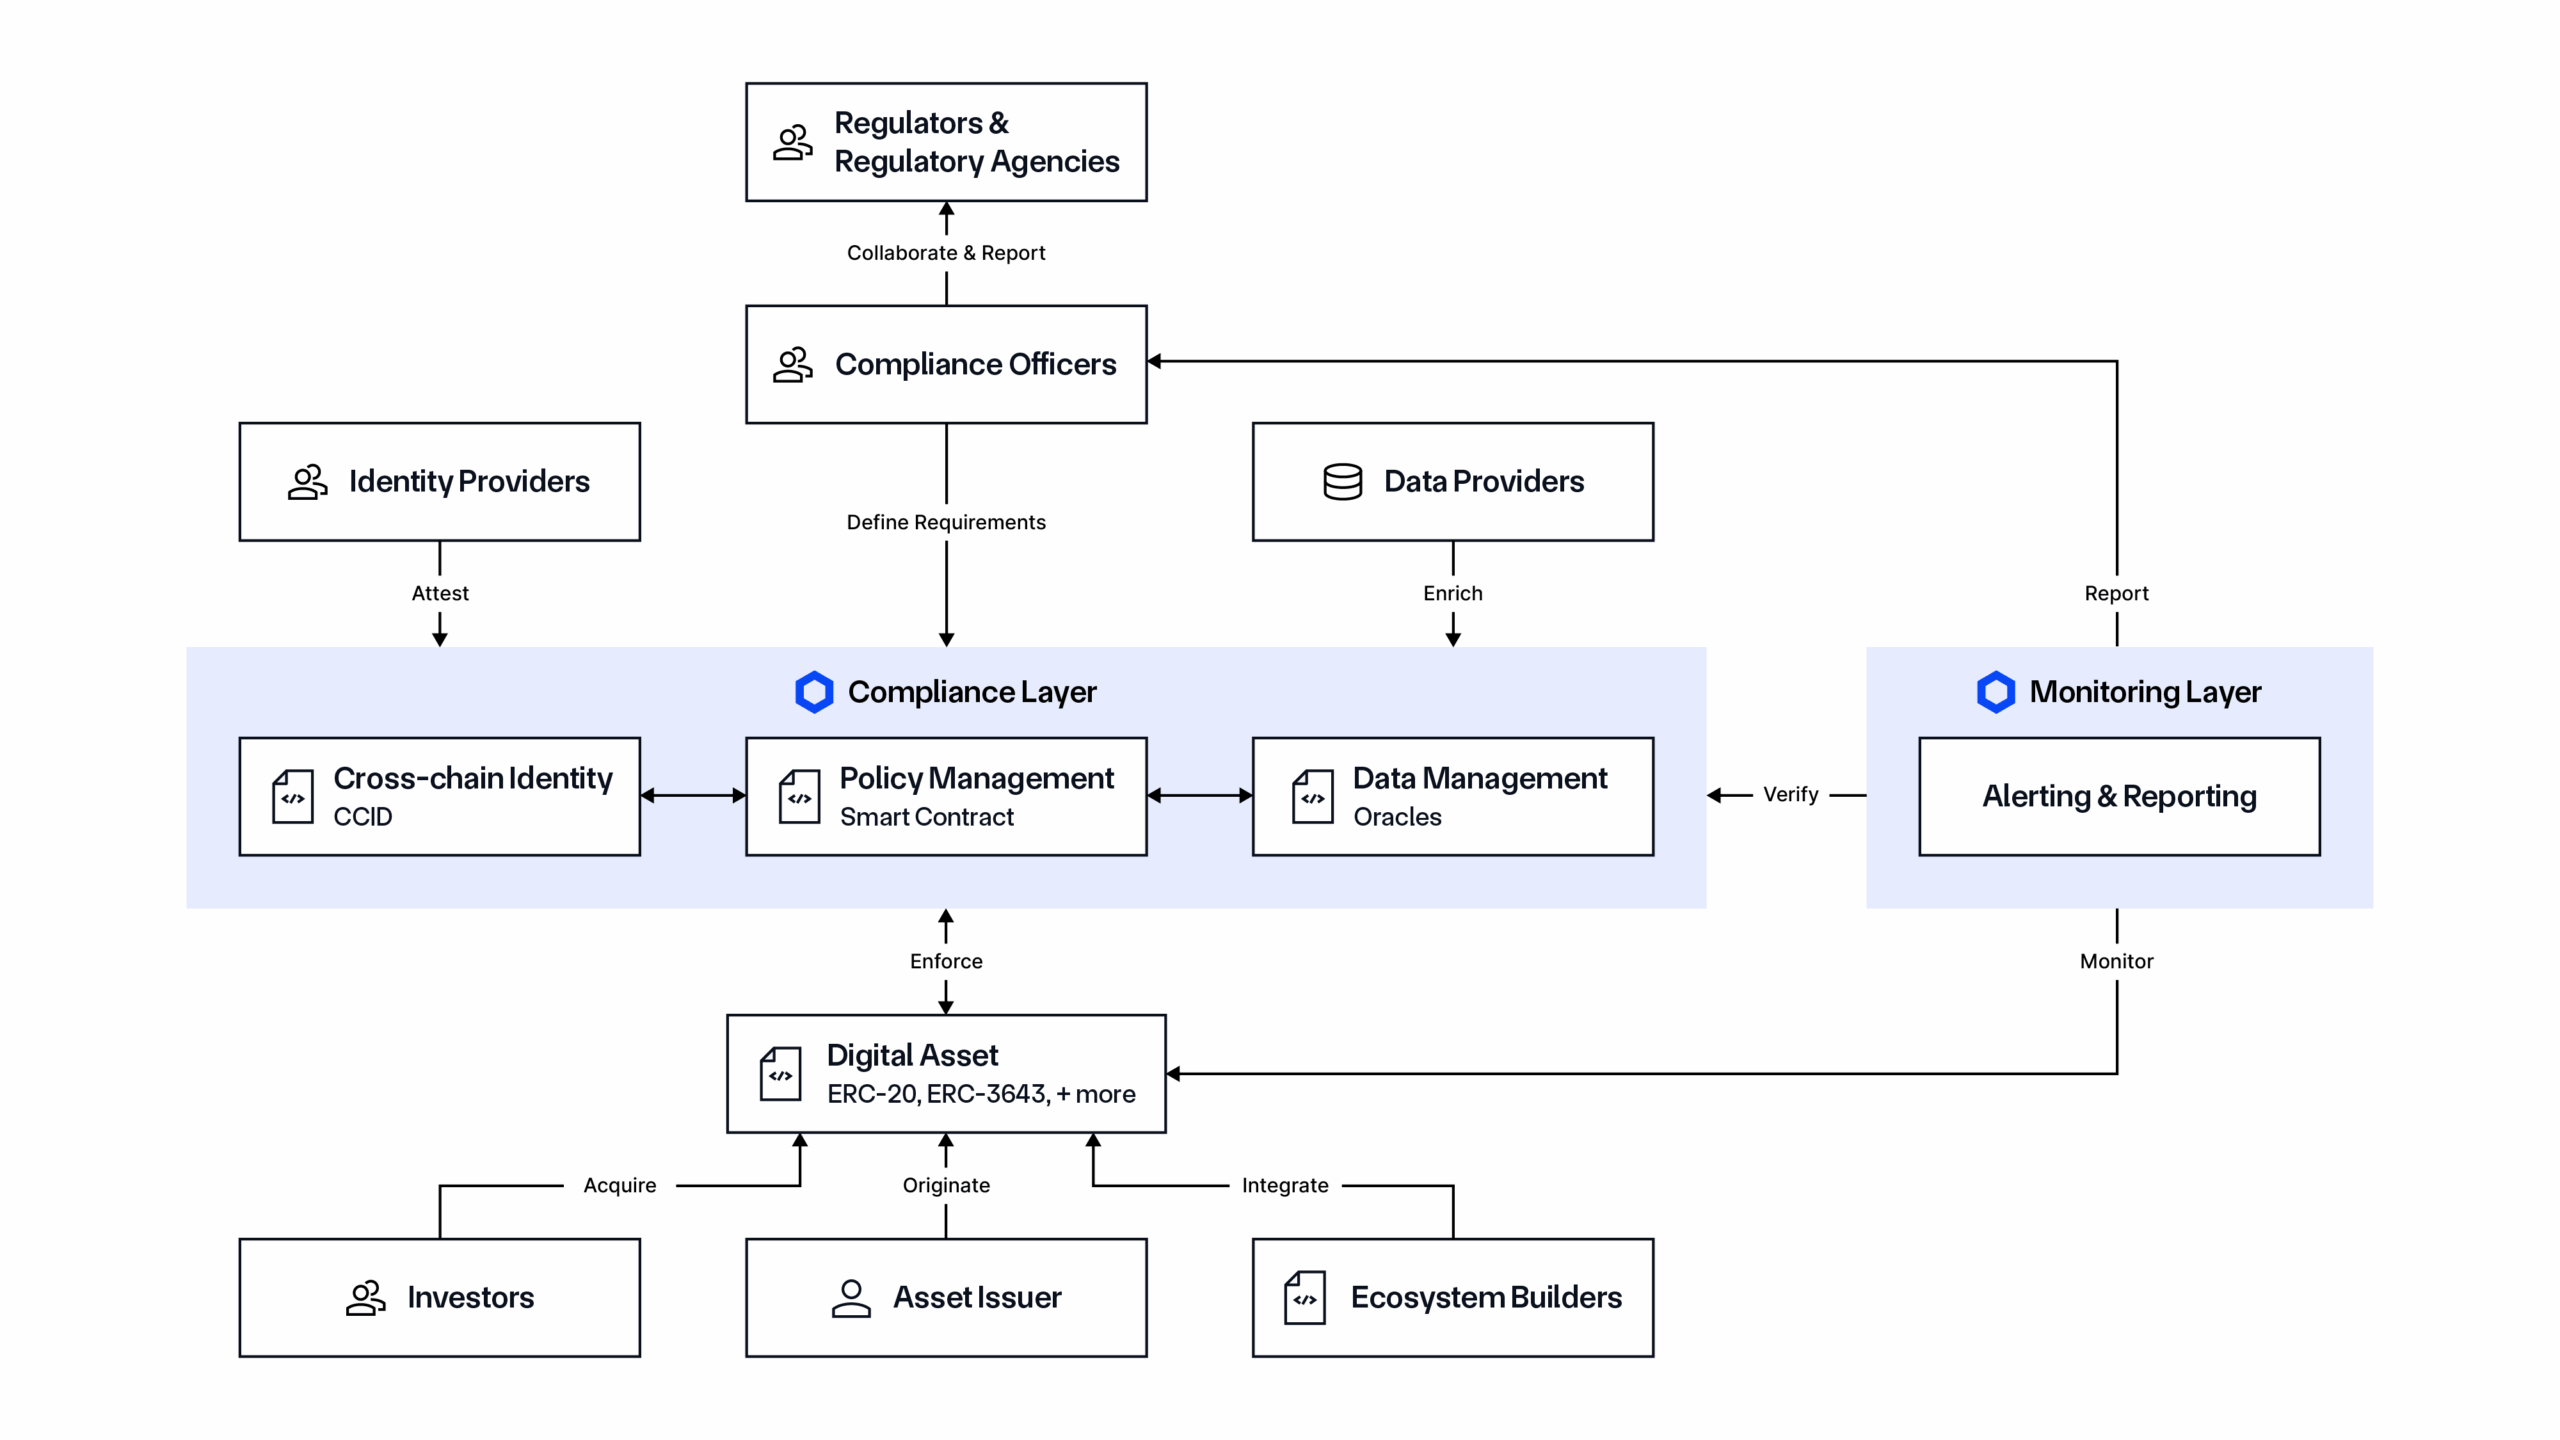 Regulators &
Regulatory Agencies
Collaborate & Report
Compliance Officers
Identity Providers
Data Providers
Define Requirements
Attest
Enrich
Report
Compliance Layer
Monitoring Layer
Cross-chain Identity
CCID
Policy Management
Smart Contract
Data Management
Oracles
Verify
Alerting & Reporting
Enforce
Monitor
Digital Asset
ERC-20, ERC-3643, + more
Acquire
Originate
Integrate
Investors
Asset Issuer
Ecosystem Builders